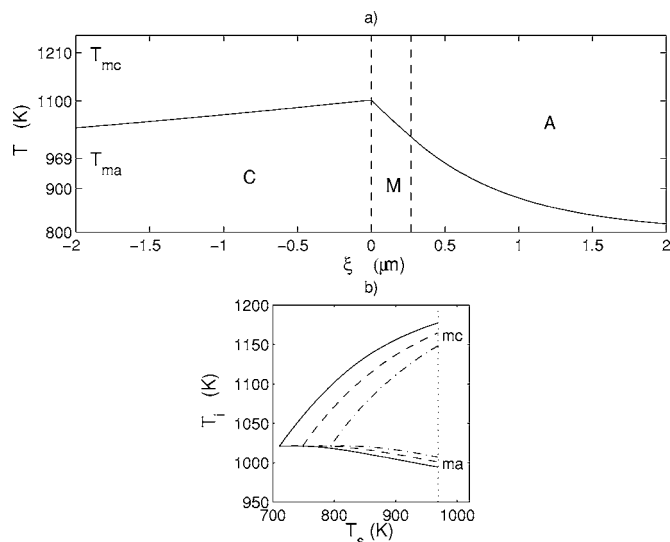 a)
1210
T_mc
1100
T (K)
969
T_ma
900
800
C
M
A
−2
−1.5
−1
−0.5
0
0.5
1
1.5
2
ξ (μm)
b)
1200
1150
1100
1050
1000
950
T_i (K)
mc
ma
700
800
900
1000
T_s (K)